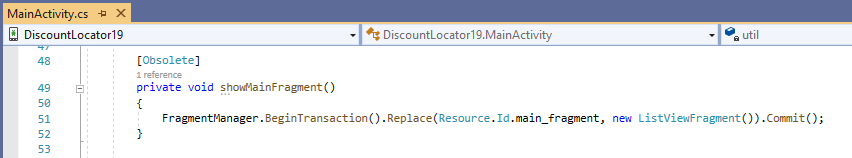 MainActivity.cs
DiscountLocator19 DiscountLocator19.MainActivity util
47
48 [Obsolete]
1 reference
49 private void showMainFragment()
50 {
51 FragmentManager.BeginTransaction().Replace(Resource.Id.main_fragment, new ListViewFragment()).Commit();
52 }
53